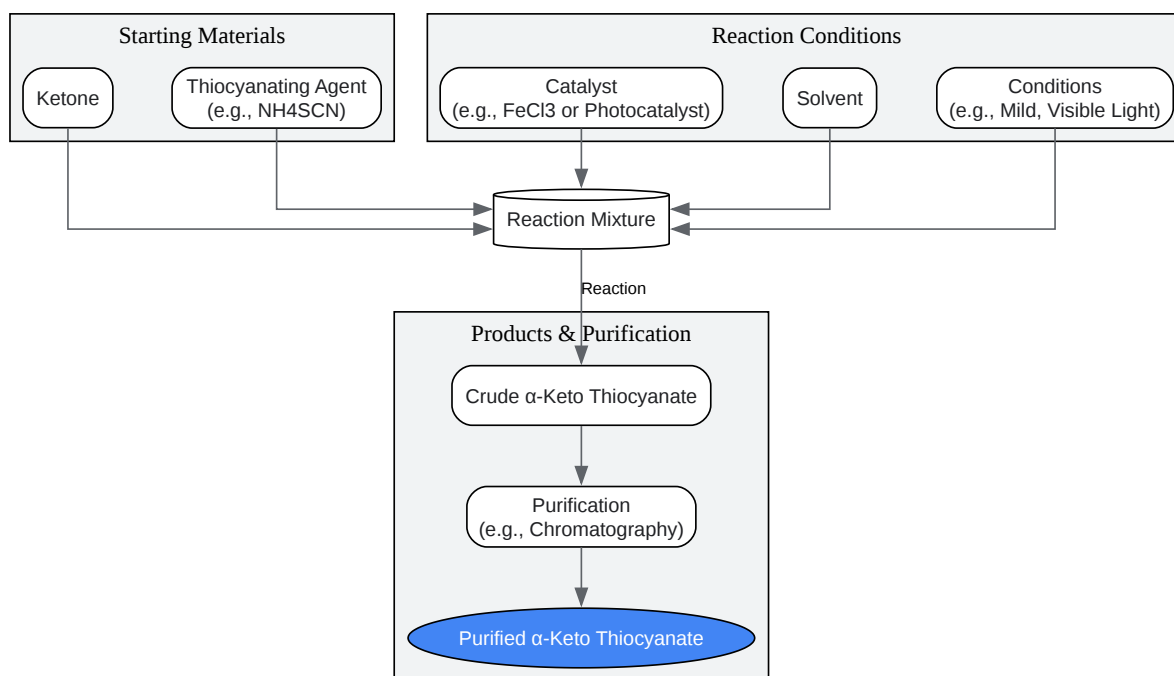 Starting Materials
Ketone
Thiocyanating Agent
(e.g., NH4SCN)
Reaction Conditions
Catalyst
(e.g., FeCl3 or Photocatalyst)
Solvent
Conditions
(e.g., Mild, Visible Light)
Reaction Mixture
Reaction
Products & Purification
Crude α-Keto Thiocyanate
Purification
(e.g., Chromatography)
Purified α-Keto Thiocyanate